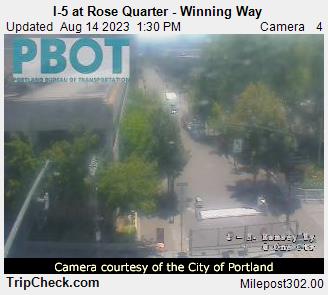 I-5 at Rose Quarter - Winning Way
Updated Aug 14 2023 1:30 PM Camera 4
PBOT
PORTLAND BUREAU OF TRANSPORTATION
Camera courtesy of the City of Portland
TripCheck.com Milepost302.00